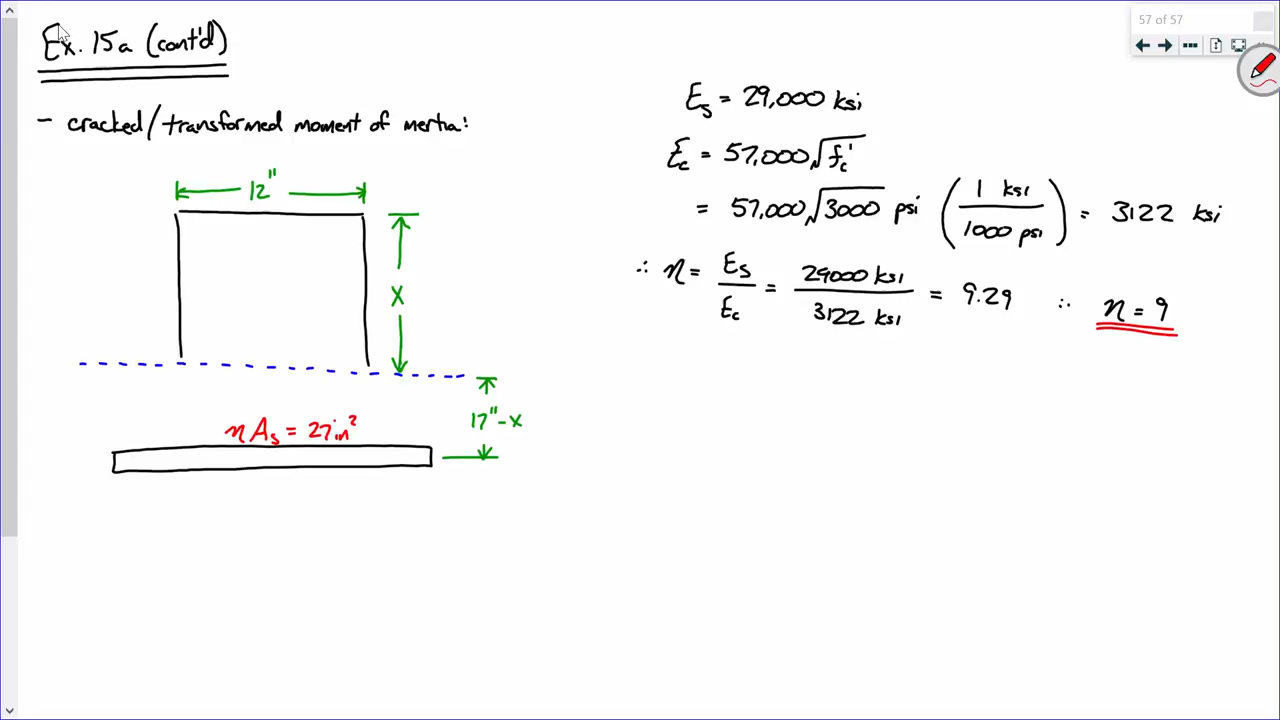 Ex. 15a (cont'd)
- cracked/transformed moment of inertia:
12"
X
17" - X
nAs = 27in²
57 of 57
Es = 29,000 ksi
Ec = 57,000√fc'
= 57,000√3000 psi (1 ksi / 1000 psi) = 3122 ksi
∴ n = Es / Ec = 29000 ksi / 3122 ksi = 9.29 ∴ n = 9